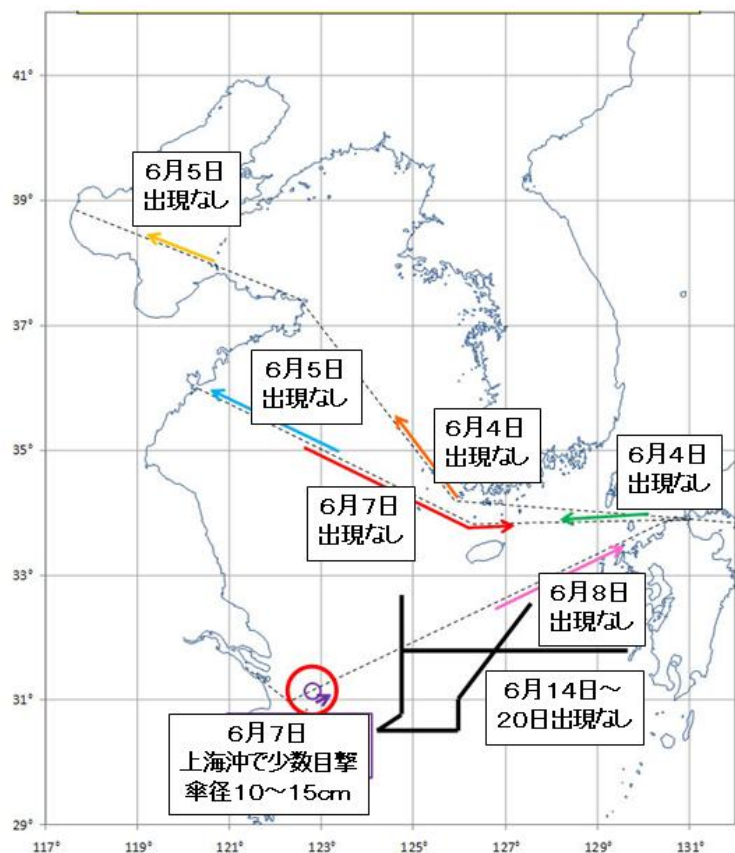 41°
6月5日
出現なし
39°
37°
6月5日
出現なし
6月4日
出現なし
6月4日
出現なし
35°
6月7日
出現なし
33°
6月8日
出現なし
6月14日~
20日出現なし
31°
6月7日
上海沖で少数目撃
傘径10~15cm
29°
117° 119° 121° 123° 125° 127° 129° 131°